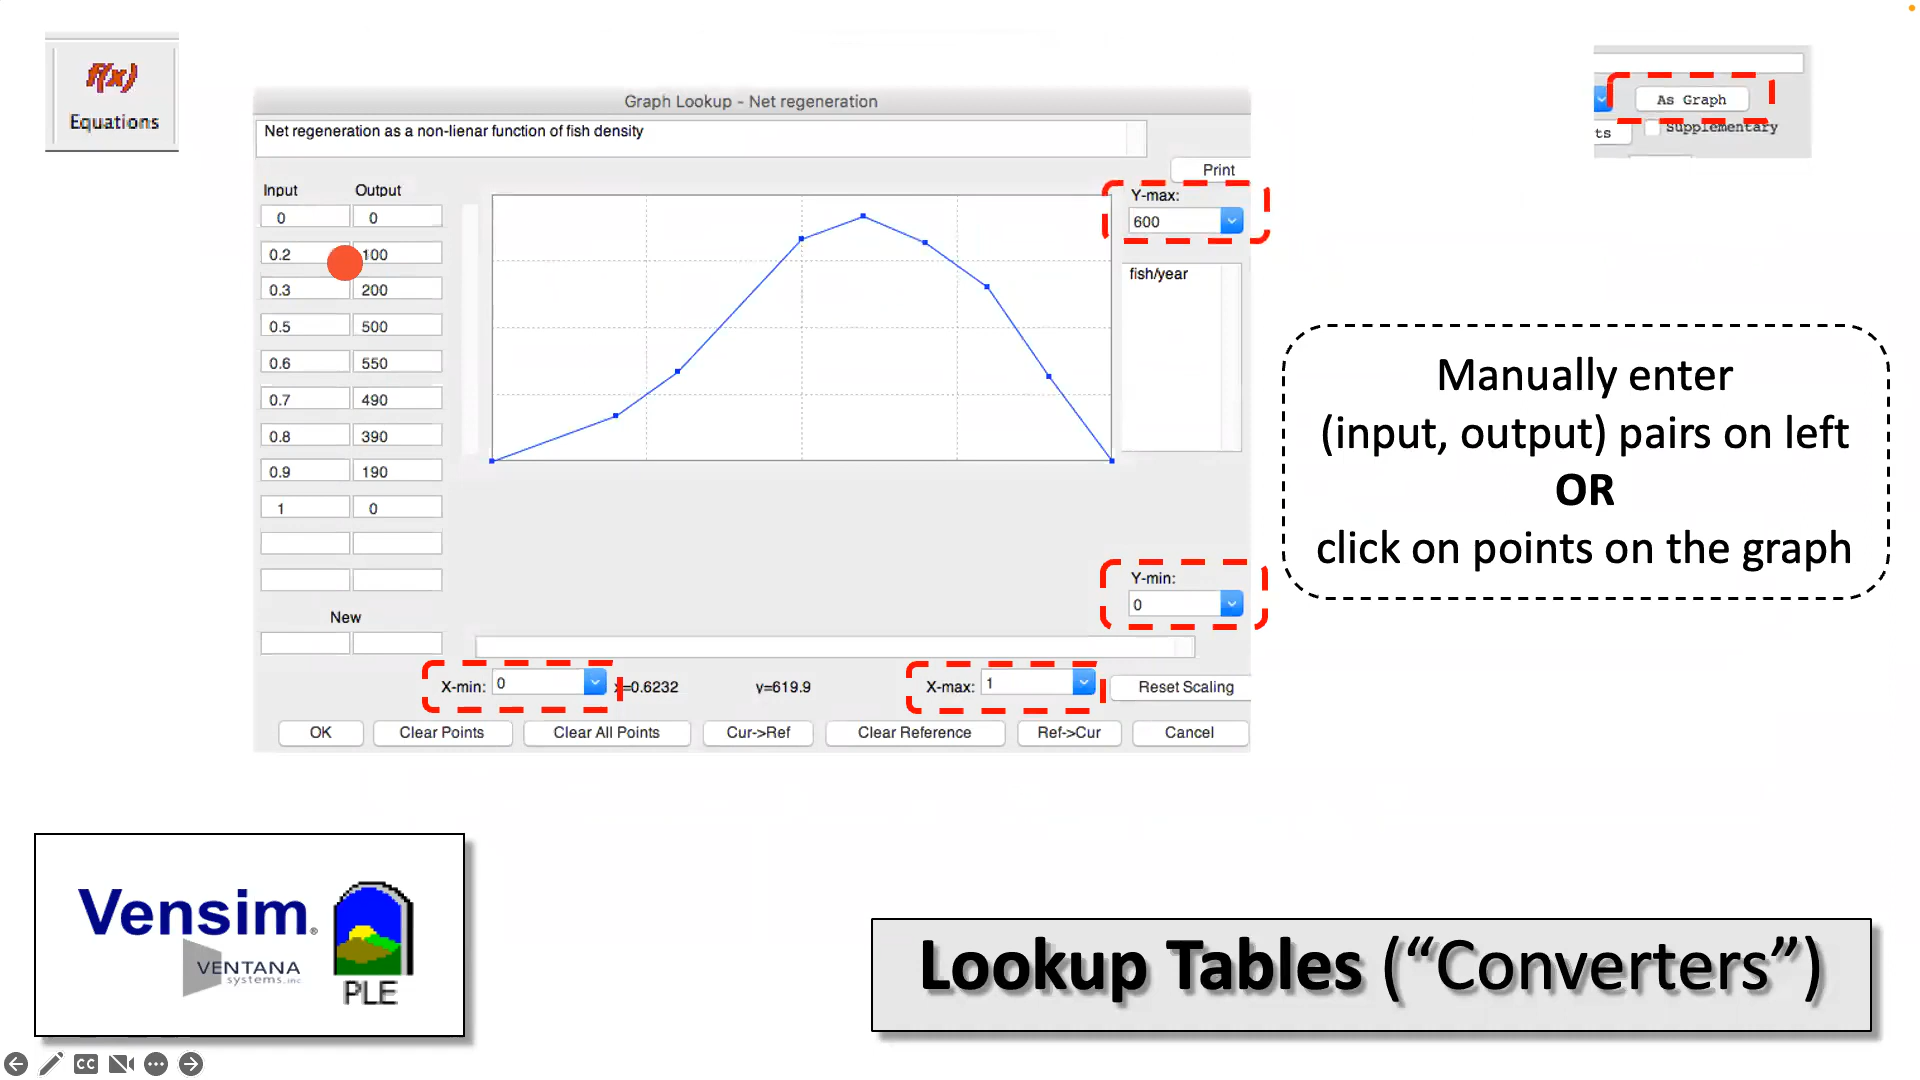 f(x)
Equations
As Graph
ts
Supplementary
Graph Lookup - Net regeneration
Net regeneration as a non-lienar function of fish density
Print
Input Output
0 0
0.2 100
0.3 200
0.5 500
0.6 550
0.7 490
0.8 390
0.9 190
1 0
New
Y-max:
600
fish/year
Y-min:
0
X-min: 0 x=0.6232 y=619.9 X-max: 1 Reset Scaling
OK Clear Points Clear All Points Cur->Ref Clear Reference Ref->Cur Cancel
Manually enter
(input, output) pairs on left
OR
click on points on the graph
Vensim®
VENTANA
systems, inc
PLE
Lookup Tables (“Converters”)
CC